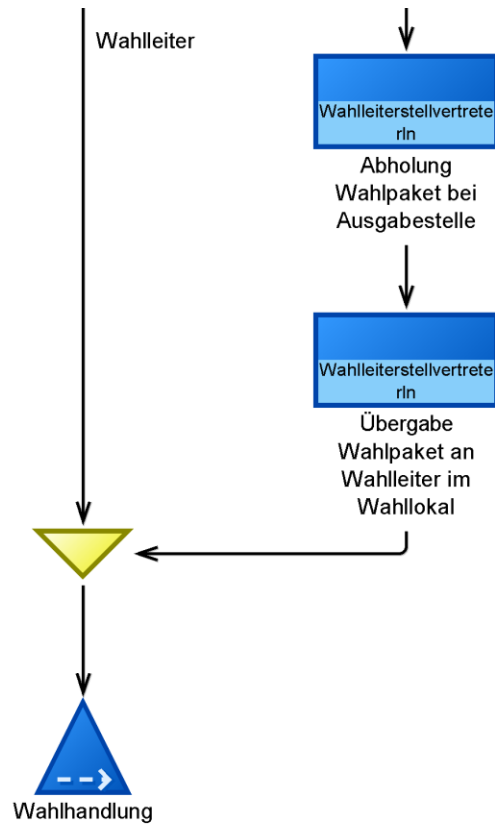 Wahlleiter
Wahlleiterstellvertrete
rIn
Abholung
Wahlpaket bei
Ausgabestelle
Wahlleiterstellvertrete
rIn
Übergabe
Wahlpaket an
Wahlleiter im
Wahllokal
Wahlhandlung